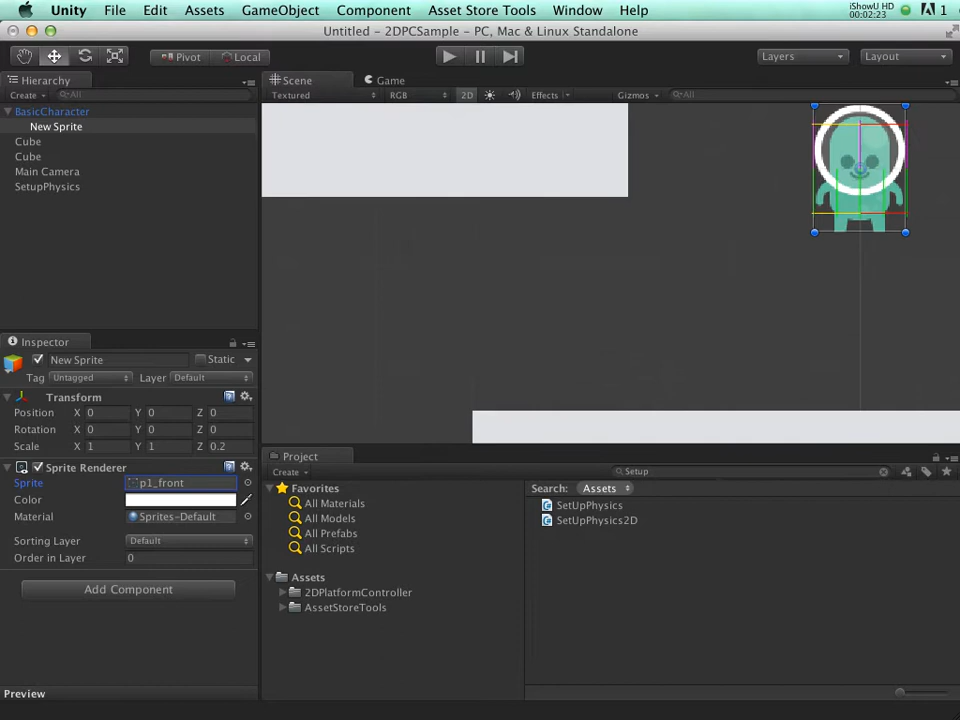 Unity File Edit Assets GameObject Component Asset Store Tools Window Help iShowU HD 00:02:23 1
Untitled - 2DPCSample - PC, Mac & Linux Standalone
Pivot Local Layers Layout
Hierarchy Scene Game
Create All Textured RGB 2D Effects Gizmos All
BasicCharacter
New Sprite
Cube
Cube
Main Camera
SetupPhysics
Inspector
New Sprite Static
Tag Untagged Layer Default
Transform
Position X 0 Y 0 Z 0
Rotation X 0 Y 0 Z 0
Scale X 1 Y 1 Z 0.2
Sprite Renderer
Sprite p1_front
Color
Material Sprites-Default
Sorting Layer Default
Order in Layer 0
Add Component
Preview
Project
Create Setup
Favorites
All Materials
All Models
All Prefabs
All Scripts
Assets
2DPlatformController
AssetStoreTools
Search: Assets
SetUpPhysics
SetUpPhysics2D